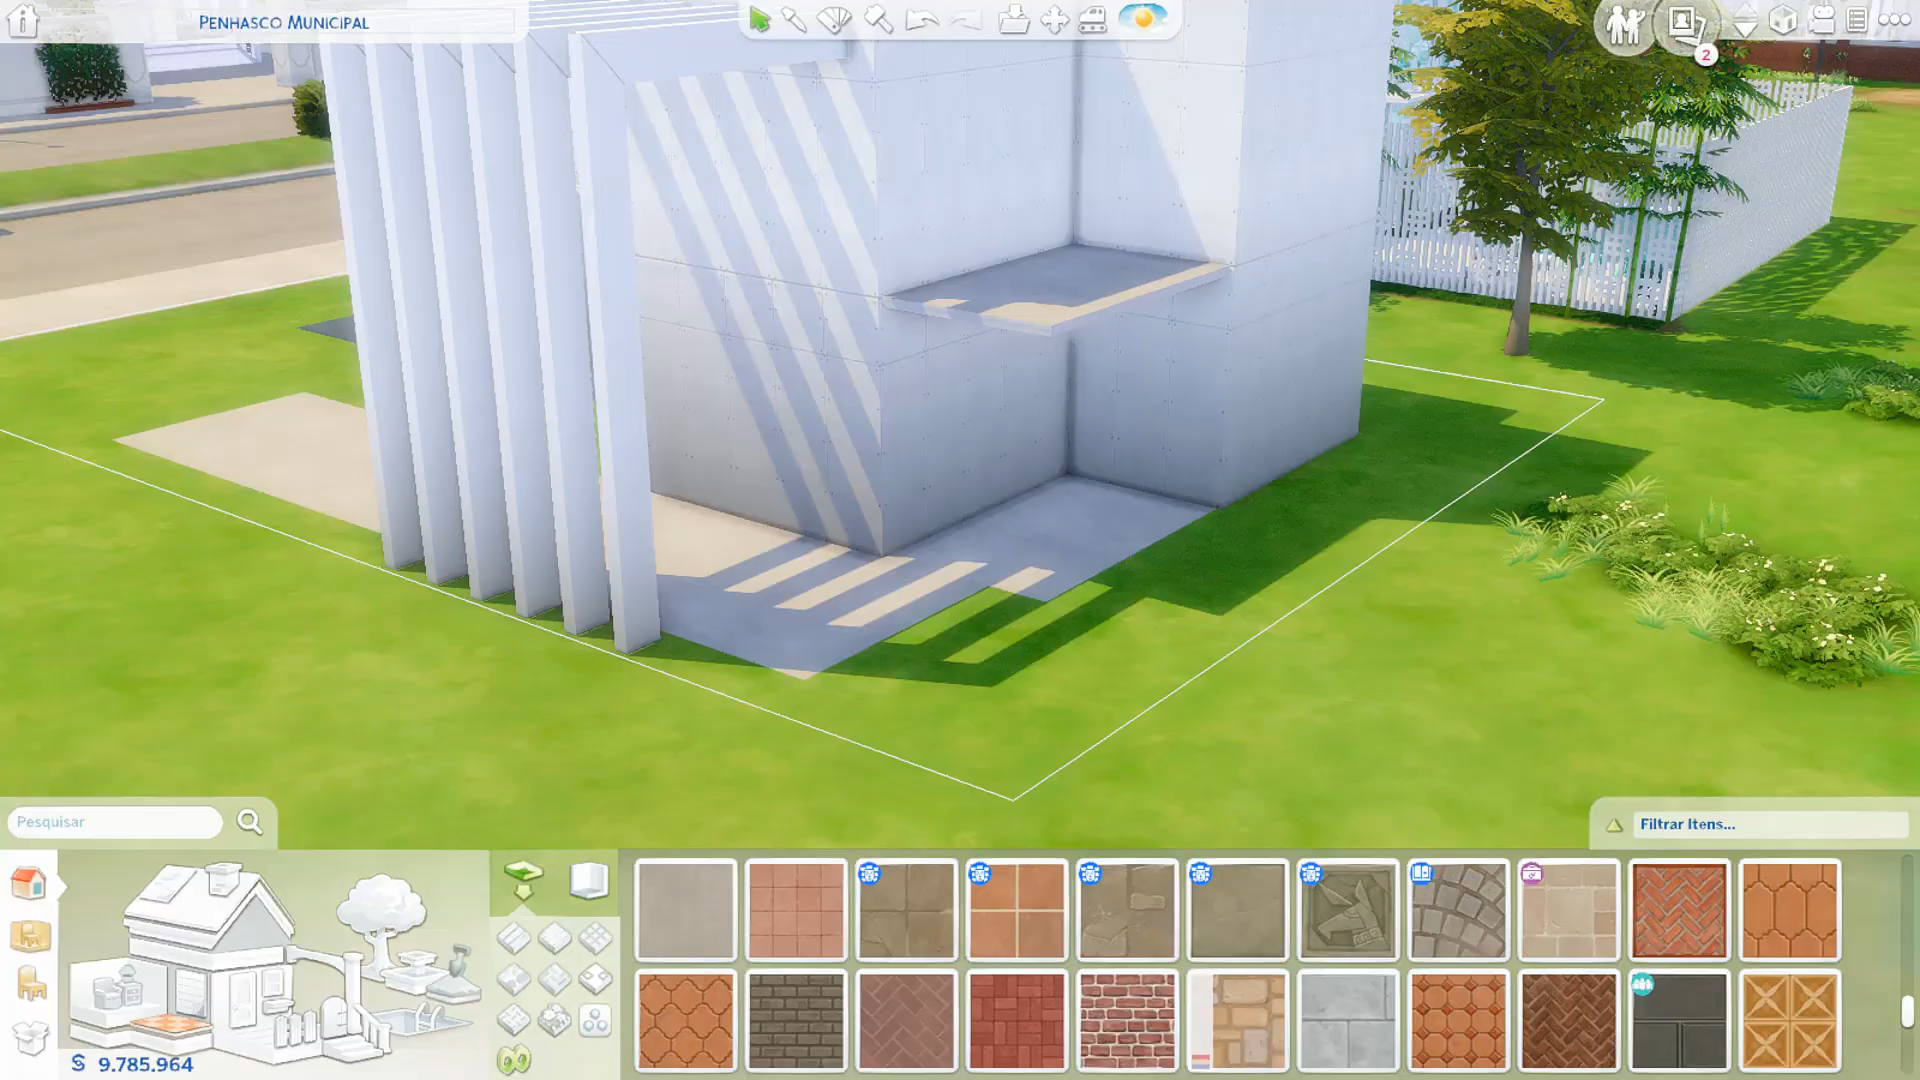 PENHASCO MUNICIPAL
2
Pesquisar
Filtrar Itens...
S 9.785.964